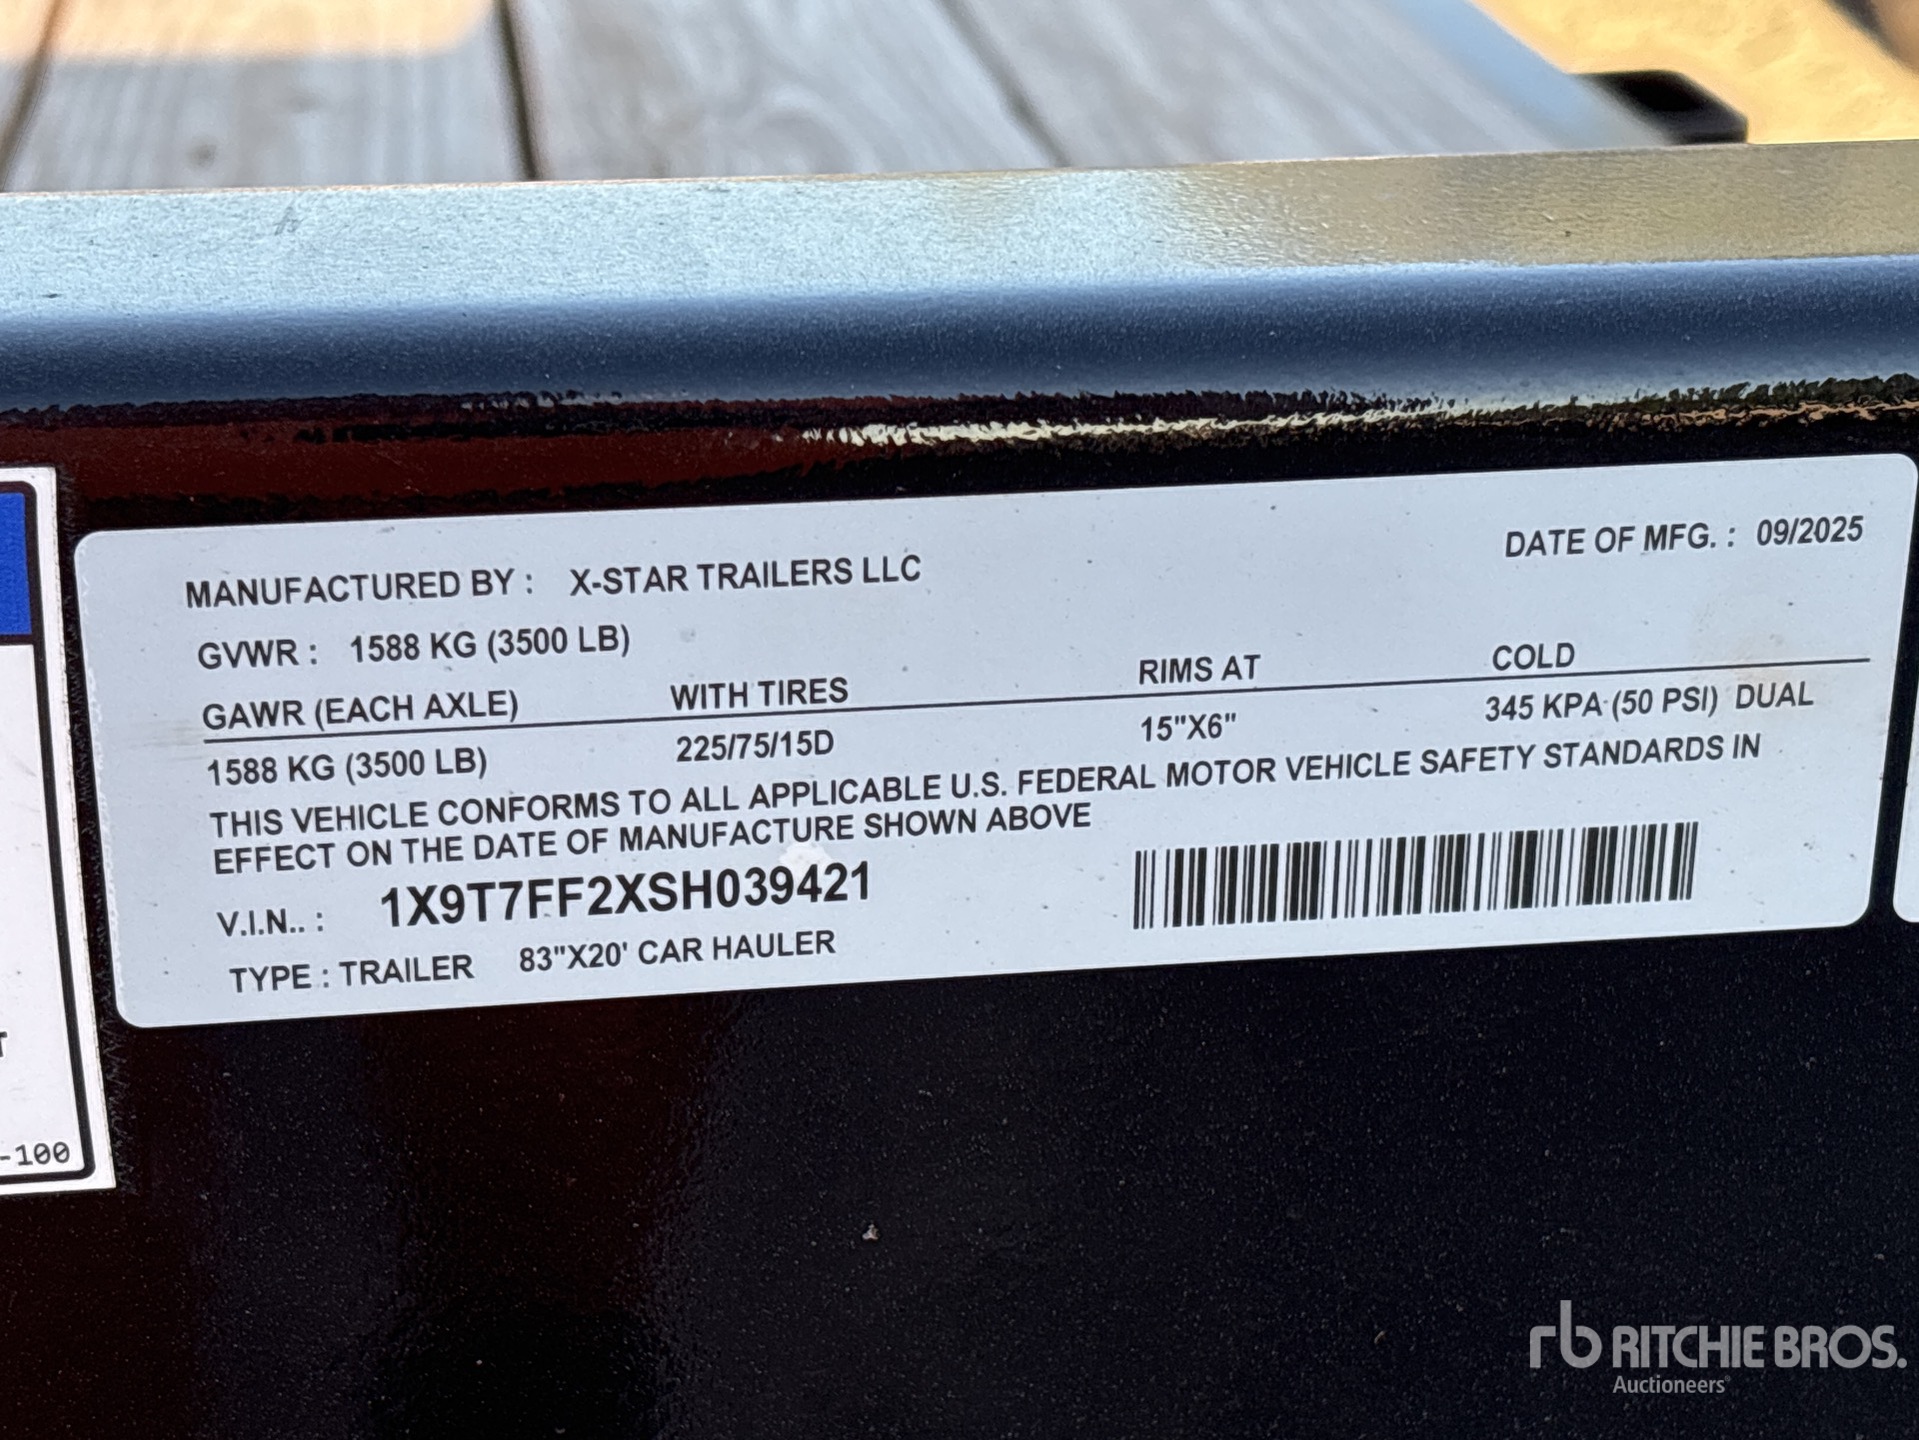 MANUFACTURED BY : X-STAR TRAILERS LLC DATE OF MFG. : 09/2025
GVWR : 1588 KG (3500 LB)
GAWR (EACH AXLE) WITH TIRES RIMS AT COLD
1588 KG (3500 LB) 225/75/15D 15"X6" 345 KPA (50 PSI) DUAL
THIS VEHICLE CONFORMS TO ALL APPLICABLE U.S. FEDERAL MOTOR VEHICLE SAFETY STANDARDS IN
EFFECT ON THE DATE OF MANUFACTURE SHOWN ABOVE
V.I.N.. : 1X9T7FF2XSH039421
TYPE : TRAILER 83"X20' CAR HAULER
T
-100
rb RITCHIE BROS.
Auctioneers